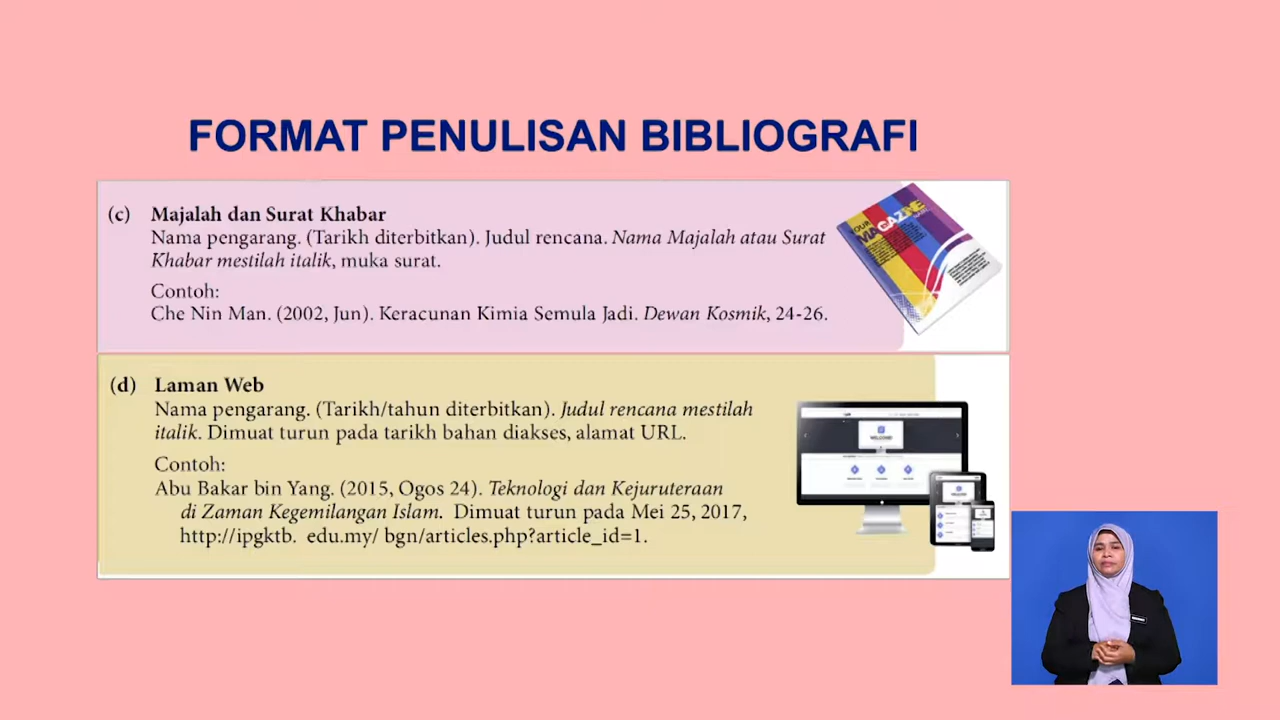 FORMAT PENULISAN BIBLIOGRAFI
(c) Majalah dan Surat Khabar
Nama pengarang. (Tarikh diterbitkan). Judul rencana. Nama Majalah atau Surat
Khabar mestilah italik, muka surat.
Contoh:
Che Nin Man. (2002, Jun). Keracunan Kimia Semula Jadi. Dewan Kosmik, 24-26.
MAGAZINE
(d) Laman Web
Nama pengarang. (Tarikh/tahun diterbitkan). Judul rencana mestilah
italik. Dimuat turun pada tarikh bahan diakses, alamat URL.
Contoh:
Abu Bakar bin Yang. (2015, Ogos 24). Teknologi dan Kejuruteraan
di Zaman Kegemilangan Islam. Dimuat turun pada Mei 25, 2017,
http://ipgktb. edu.my/ bgn/articles.php?article_id=1.
WELCOME